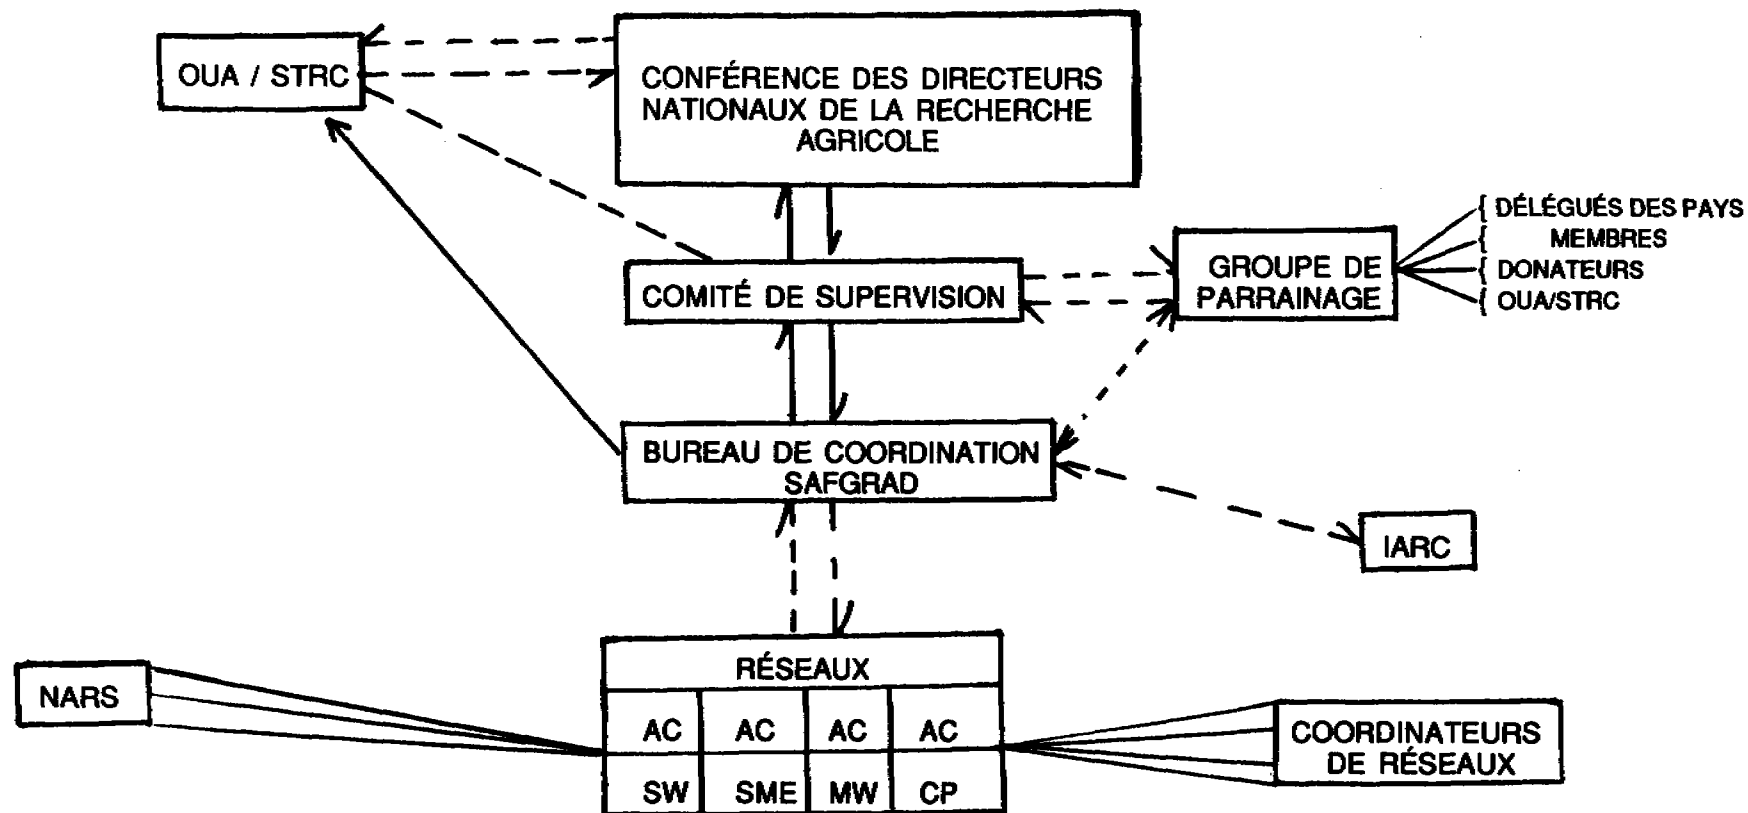 OUA / STRC
CONFÉRENCE DES DIRECTEURS
NATIONAUX DE LA RECHERCHE
AGRICOLE
DÉLÉGUÉS DES PAYS
MEMBRES
DONATEURS
OUA/STRC
GROUPE DE
PARRAINAGE
COMITÉ DE SUPERVISION
BUREAU DE COORDINATION
SAFGRAD
IARC
RÉSEAUX
NARS
AC AC AC AC
SW SME MW CP
COORDINATEURS
DE RÉSEAUX